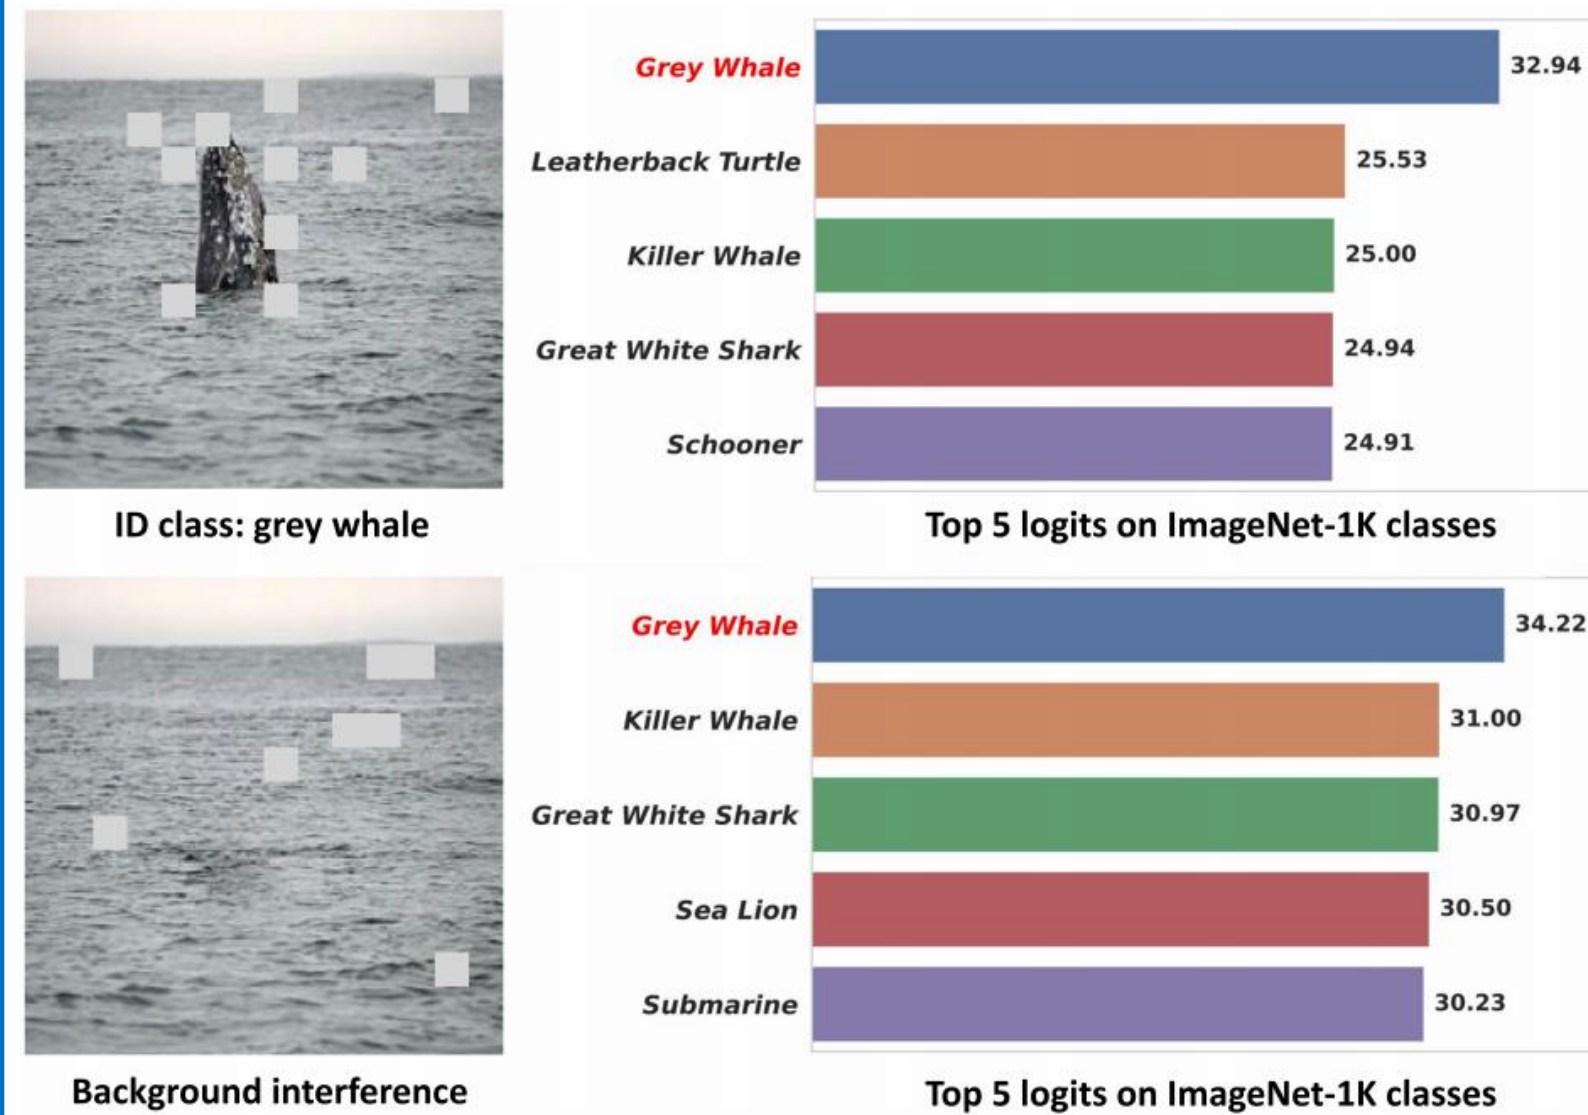 Grey Whale 32.94
Leatherback Turtle 25.53
Killer Whale 25.00
Great White Shark 24.94
Schooner 24.91
ID class: grey whale
Top 5 logits on ImageNet-1K classes
Grey Whale 34.22
Killer Whale 31.00
Great White Shark 30.97
Sea Lion 30.50
Submarine 30.23
Background interference
Top 5 logits on ImageNet-1K classes